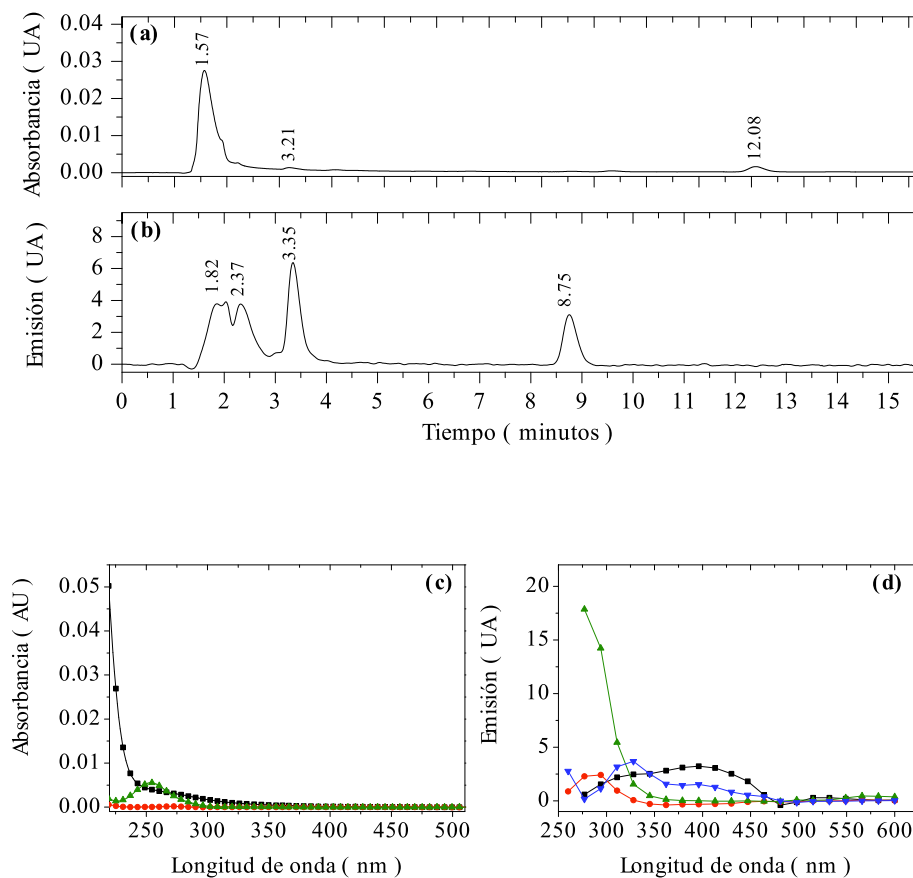 (a)
Absorbancia ( UA )
0.04
0.03
0.02
0.01
0.00
1.57
3.21
12.08
(b)
Emisión ( UA )
8
6
4
2
0
1.82
2.37
3.35
8.75
0 1 2 3 4 5 6 7 8 9 10 11 12 13 14 15
Tiempo ( minutos )
(c)
Absorbancia ( AU )
0.05
0.04
0.03
0.02
0.01
0.00
250 300 350 400 450 500
Longitud de onda ( nm )
(d)
Emisión ( UA )
20
15
10
5
0
250 300 350 400 450 500 550 600
Longitud de onda ( nm )